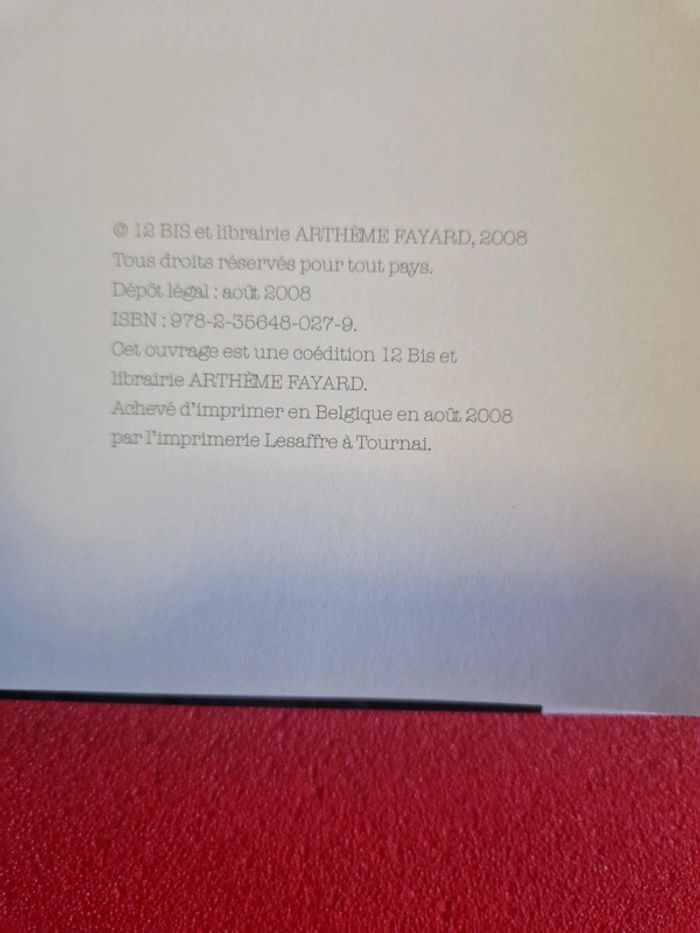 © 12 BIS et librairie ARTHÈME FAYARD, 2008
Tous droits réservés pour tout pays.
Dépôt légal : août 2008
ISBN : 978-2-35648-027-9.
Cet ouvrage est une coédition 12 Bis et
librairie ARTHÈME FAYARD.
Achevé d'imprimer en Belgique en août 2008
par l'imprimerie Lesaffre à Tournai.